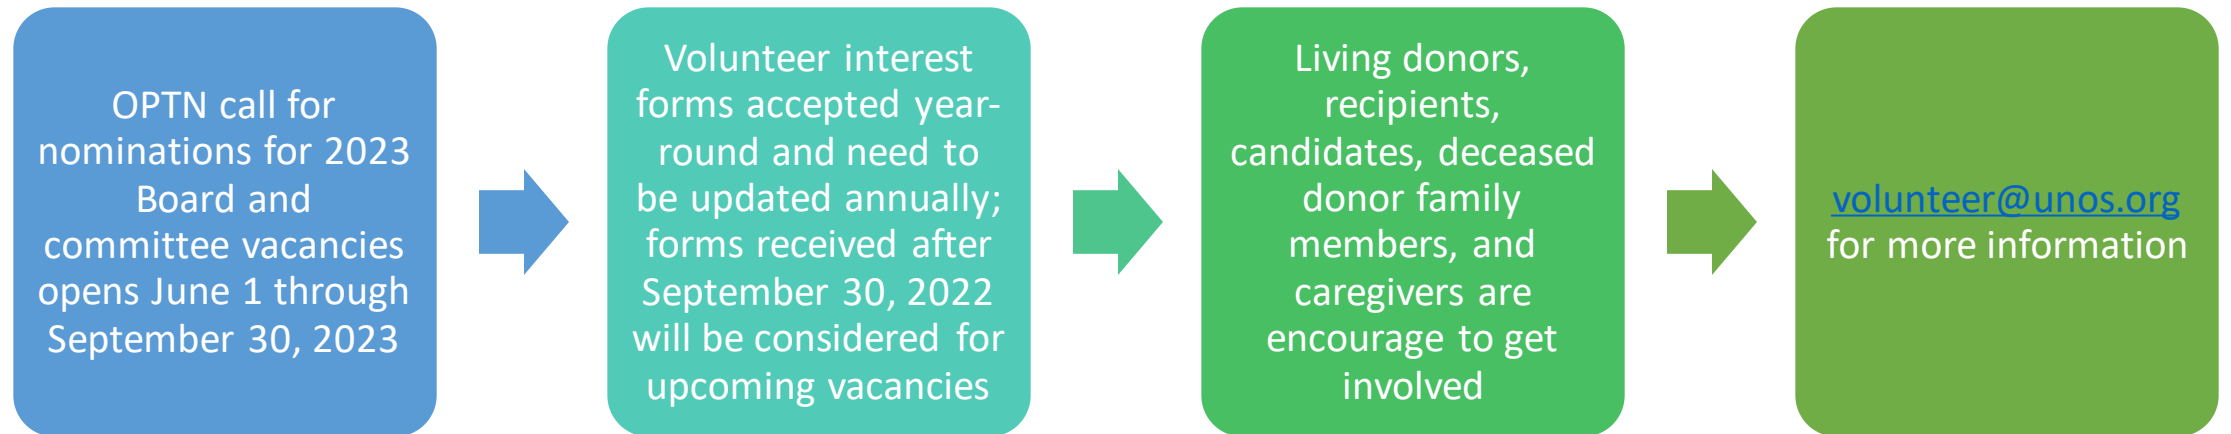 OPTN call for
nominations for 2023
Board and
committee vacancies
opens June 1 through
September 30, 2023
Volunteer interest
forms accepted year-
round and need to
be updated annually;
forms received after
September 30, 2022
will be considered for
upcoming vacancies
Living donors,
recipients,
candidates, deceased
donor family
members, and
caregivers are
encourage to get
involved
volunteer@unos.org
for more information